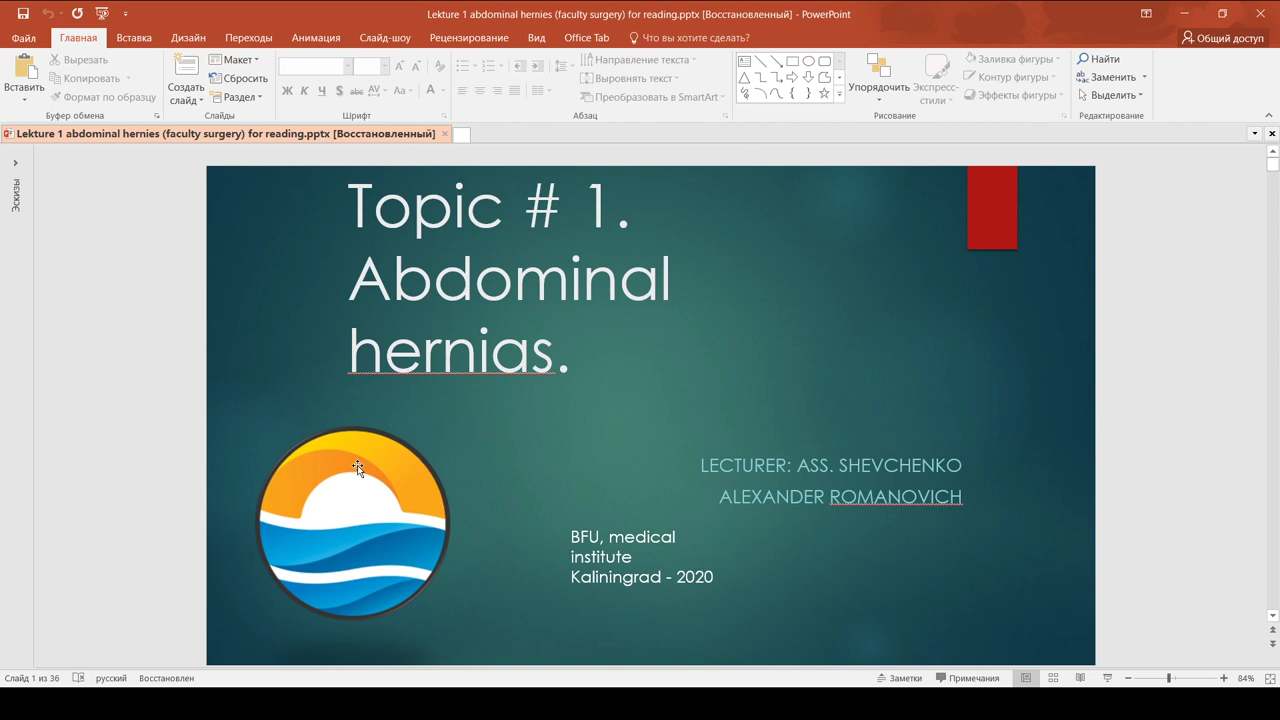 Lekture 1 abdominal hernies (faculty surgery) for reading.pptx [Восстановленный] - PowerPoint
Файл Главная Вставка Дизайн Переходы Анимация Слайд-шоу Рецензирование Вид Office Tab Что вы хотите сделать? Общий доступ
Вставить
Вырезать
Копировать
Формат по образцу
Буфер обмена
Создать слайд
Макет
Сбросить
Раздел
Слайды
Ж К Ч S abc AV Aa А
Шрифт
Направление текста
Выровнять текст
Преобразовать в SmartArt
Абзац
Упорядочить
Экспресс-стили
Заливка фигуры
Контур фигуры
Эффекты фигуры
Рисование
Найти
Заменить
Выделить
Редактирование
Lekture 1 abdominal hernies (faculty surgery) for reading.pptx [Восстановленный]
Эскизы
Topic # 1.
Abdominal
hernias.
LECTURER: ASS. SHEVCHENKO
ALEXANDER ROMANOVICH
BFU, medical
institute
Kaliningrad - 2020
Слайд 1 из 36 русский Восстановлен Заметки Примечания 84%